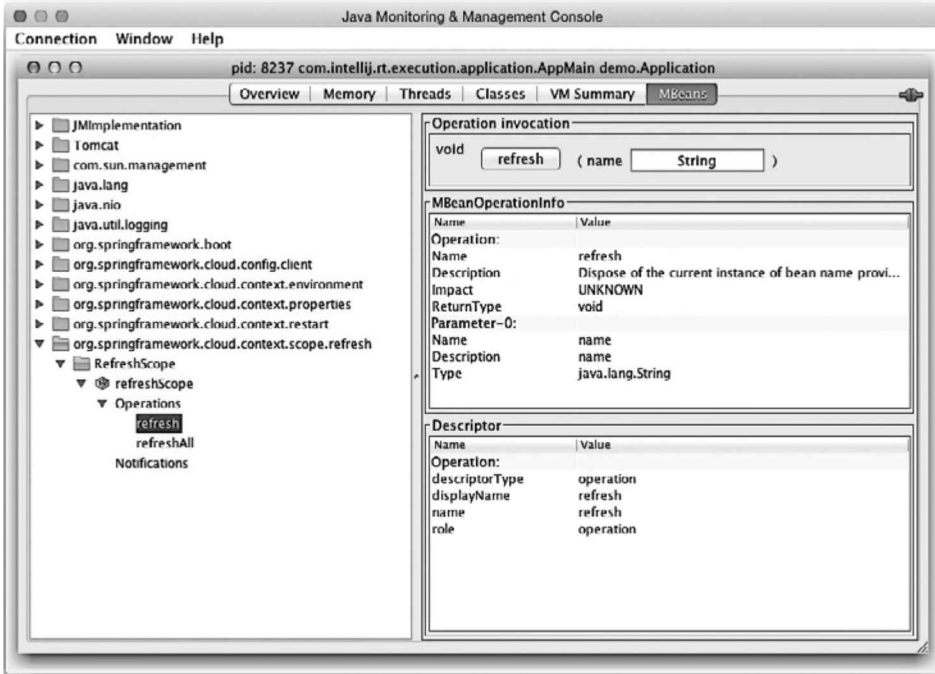 Java Monitoring & Management Console
Connection Window Help
pid: 8237 com.intellij.rt.execution.application.AppMain demo.Application
Overview Memory Threads Classes VM Summary MBeans
JMImplementation
Tomcat
com.sun.management
java.lang
java.nio
java.util.logging
org.springframework.boot
org.springframework.cloud.config.client
org.springframework.cloud.context.environment
org.springframework.cloud.context.properties
org.springframework.cloud.context.restart
org.springframework.cloud.context.scope.refresh
RefreshScope
refreshScope
Operations
refresh
refreshAll
Notifications
Operation invocation
void refresh ( name String )
MBeanOperationInfo
Name Value
Operation:
Name refresh
Description Dispose of the current instance of bean name provi...
Impact UNKNOWN
ReturnType void
Parameter-0:
Name name
Description name
Type java.lang.String
Descriptor
Name Value
Operation:
descriptorType operation
displayName refresh
name refresh
role operation